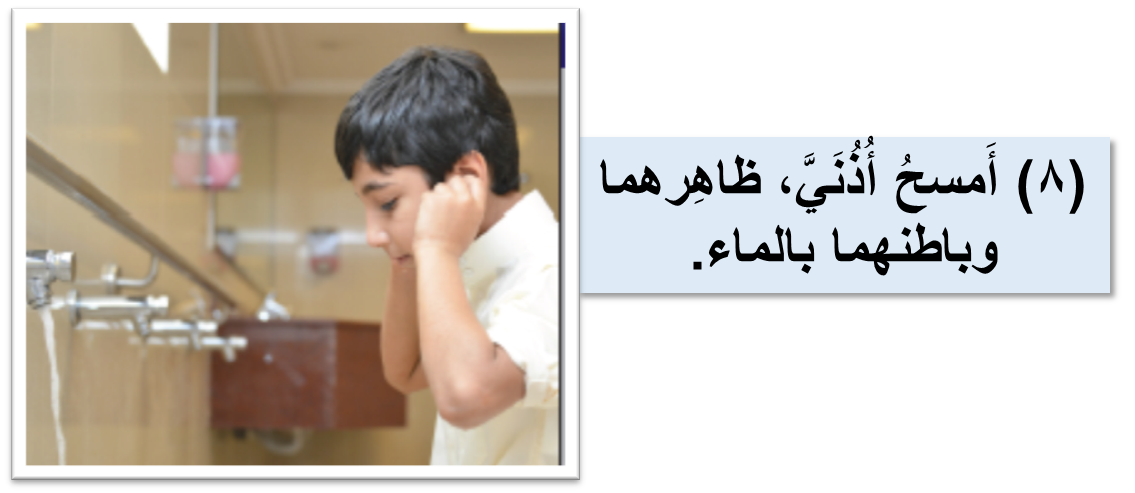 (٨) أَمسحُ أُذُنَيَّ، ظاهِرهما
وباطنهما بالماء.